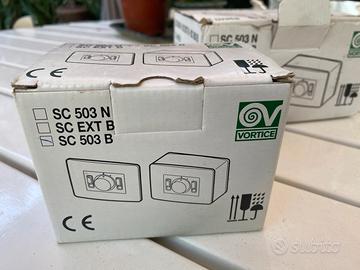 SC 503 N
SC 503 N
SC EXT B
SC 503 B
VORTICE
CE
CE
Subito